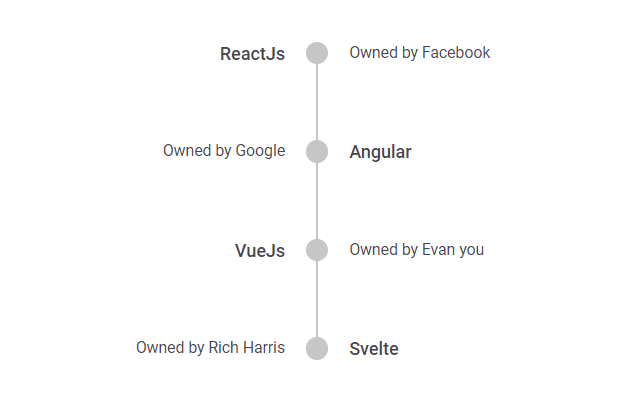 ReactJs
Owned by Facebook
Owned by Google
Angular
VueJs
Owned by Evan you
Owned by Rich Harris
Svelte